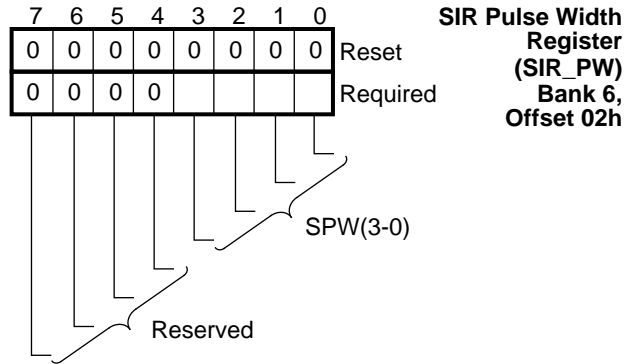 7 6 5 4 3 2 1 0
0 0 0 0 0 0 0 0 Reset
0 0 0 0 Required
SIR Pulse Width
Register
(SIR_PW)
Bank 6,
Offset 02h
SPW(3-0)
Reserved